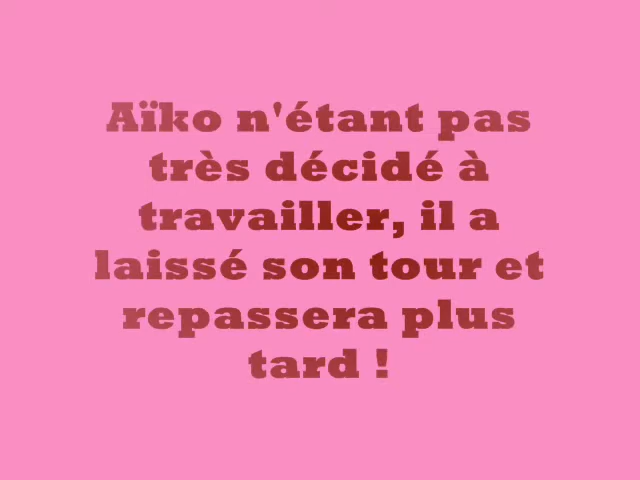 Aïko n'étant pas
très décidé à
travailler, il a
laissé son tour et
repassera plus
tard !